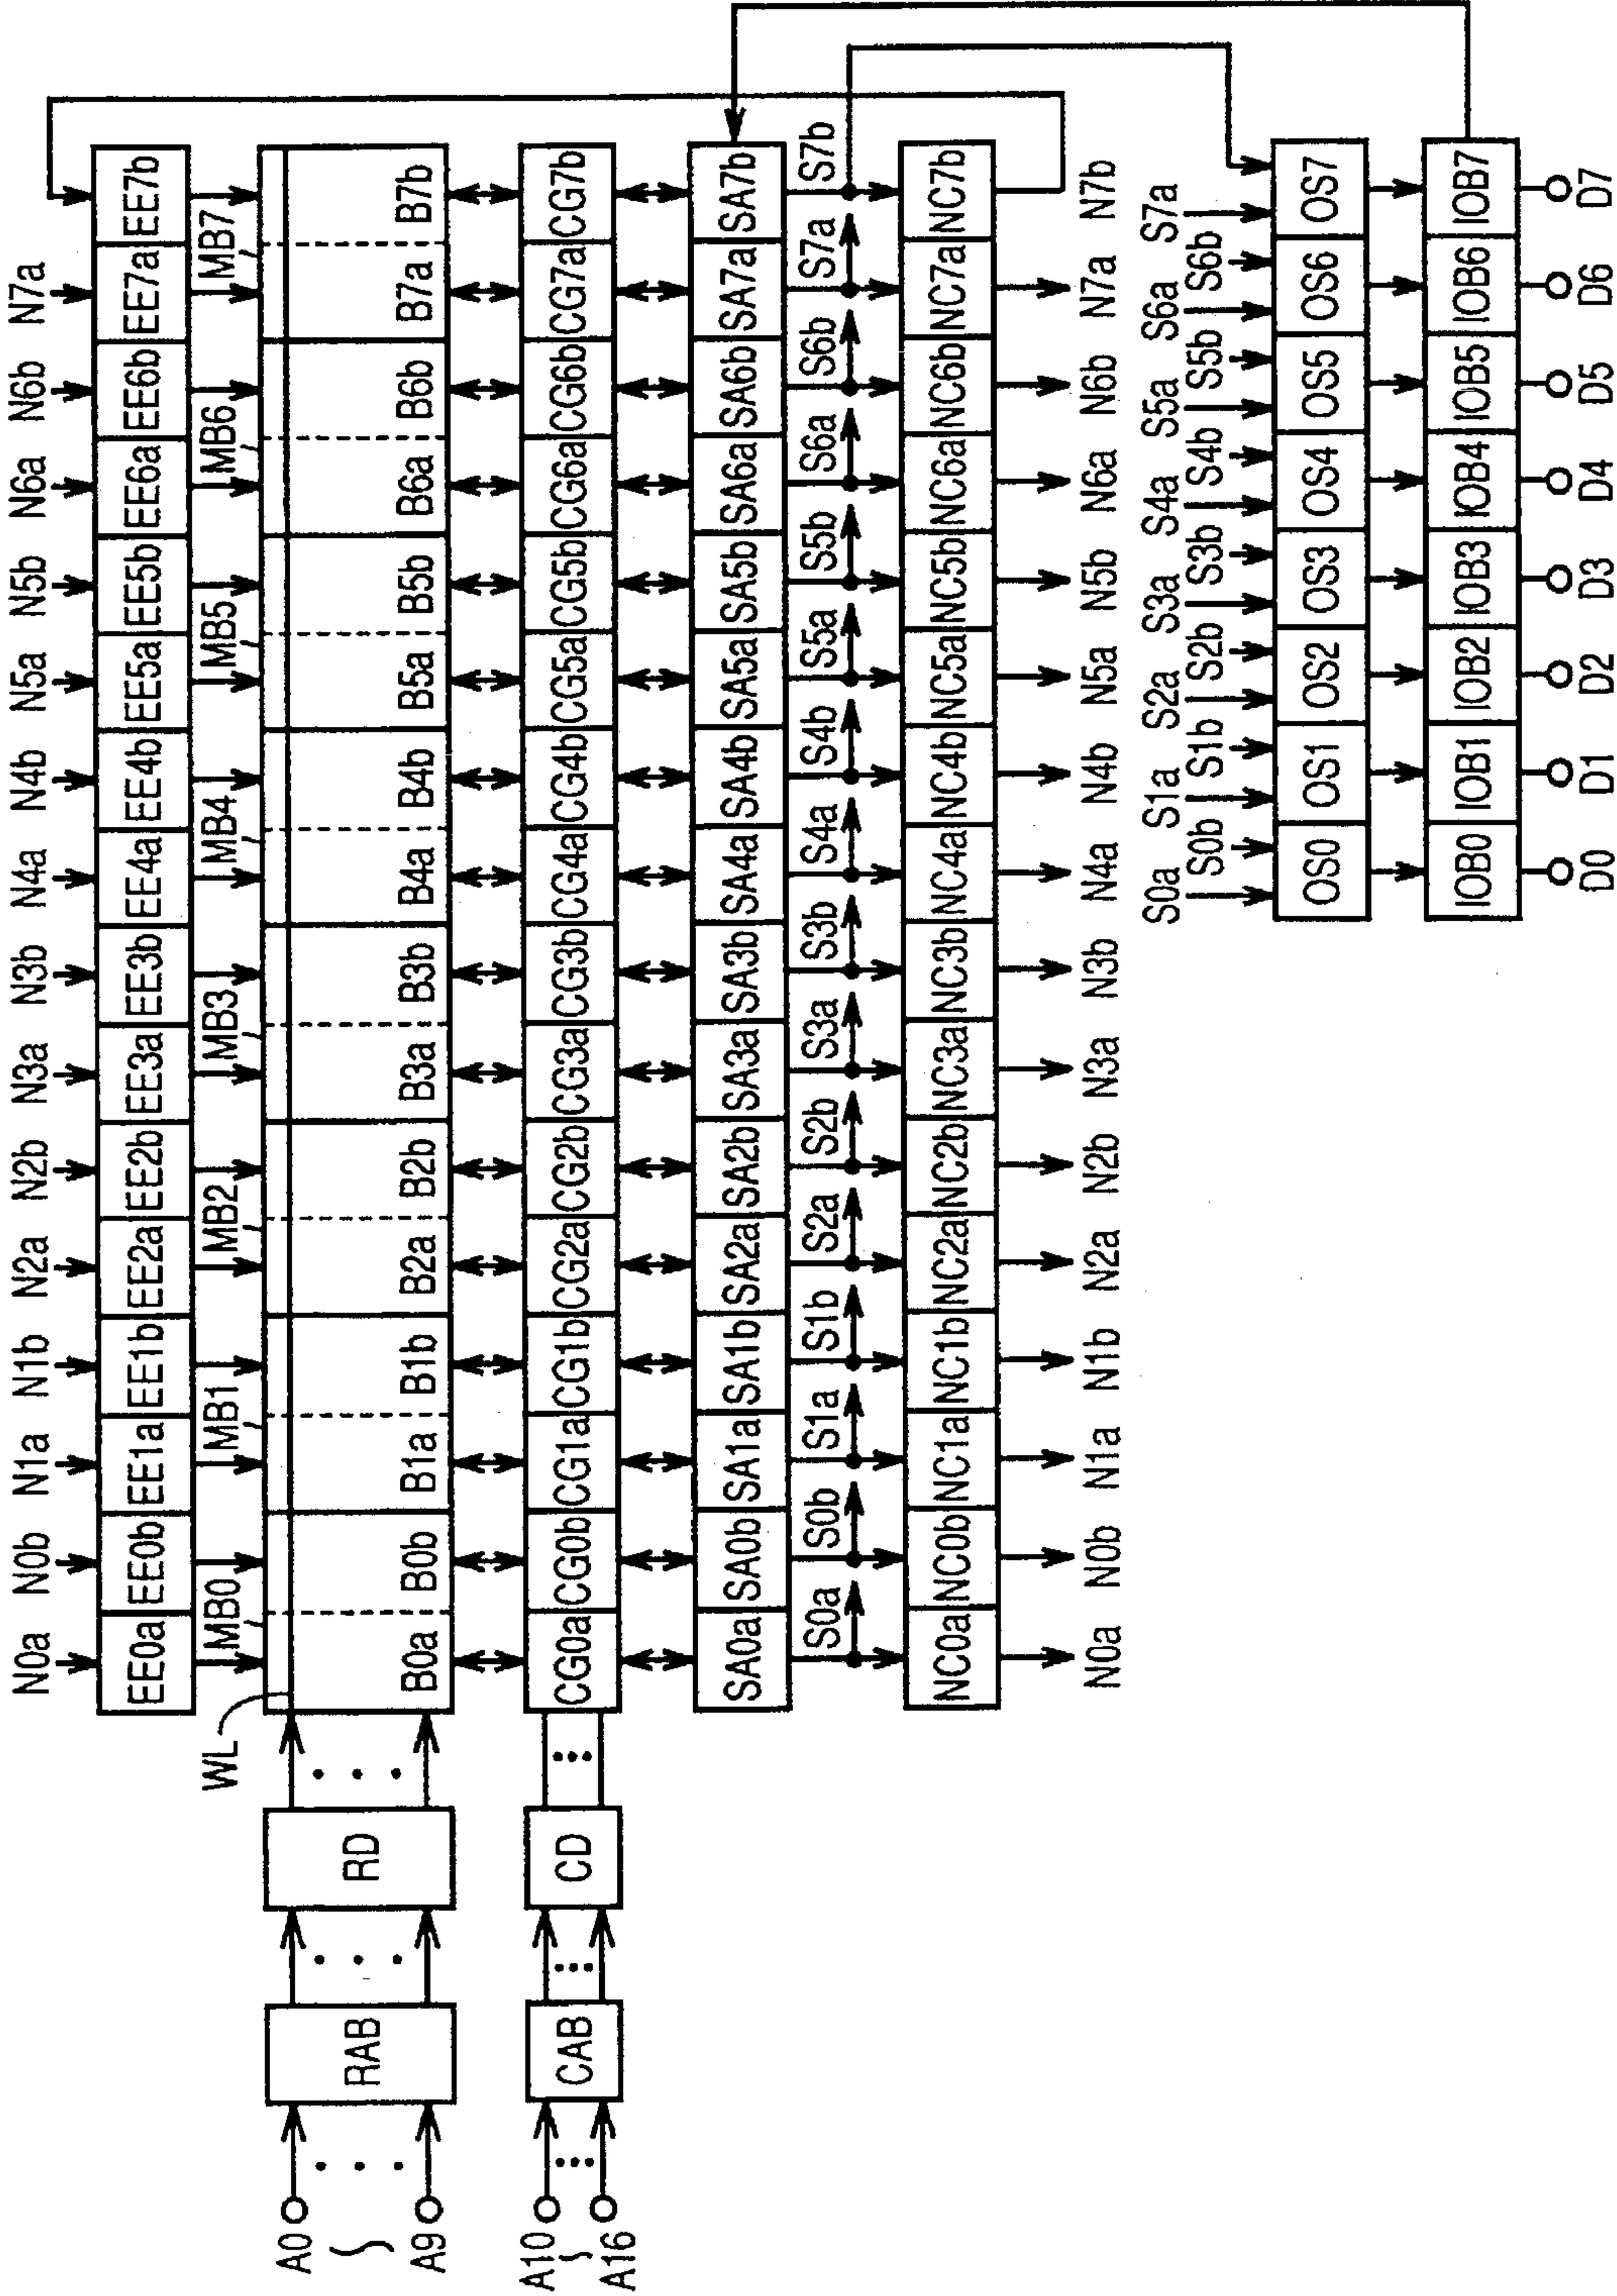 N0a N0b N1a N1b N2a N2b N3a N3b N4a N4b N5a N5b N6a N6b N7a
EE0a EE0b EE1a EE1b EE2a EE2b EE3a EE3b EE4a EE4b EE5a EE5b EE6a EE6b EE7a EE7b
WL MB0 MB1 MB2 MB3 MB4 MB5 MB6 MB7
A0 A9 RAB RD
B0a B0b B1a B1b B2a B2b B3a B3b B4a B4b B5a B5b B6a B6b B7a B7b
A10 A16 CAB CD CG0a CG0b CG1a CG1b CG2a CG2b CG3a CG3b CG4a CG4b CG5a CG5b CG6a CG6b CG7a CG7b
SA0a SA0b SA1a SA1b SA2a SA2b SA3a SA3b SA4a SA4b SA5a SA5b SA6a SA6b SA7a SA7b
S0a S0b S1a S1b S2a S2b S3a S3b S4a S4b S5a S5b S6a S6b S7a S7b
NC0a NC0b NC1a NC1b NC2a NC2b NC3a NC3b NC4a NC4b NC5a NC5b NC6a NC6b NC7a NC7b
N0a N0b N1a N1b N2a N2b N3a N3b N4a N4b N5a N5b N6a N6b N7a N7b
S0a S1a S2a S3a S4a S5a S6a S7a
S0b S1b S2b S3b S4b S5b S6b
OS0 OS1 OS2 OS3 OS4 OS5 OS6 OS7
IOB0 IOB1 IOB2 IOB3 IOB4 IOB5 IOB6 IOB7
D0 D1 D2 D3 D4 D5 D6 D7